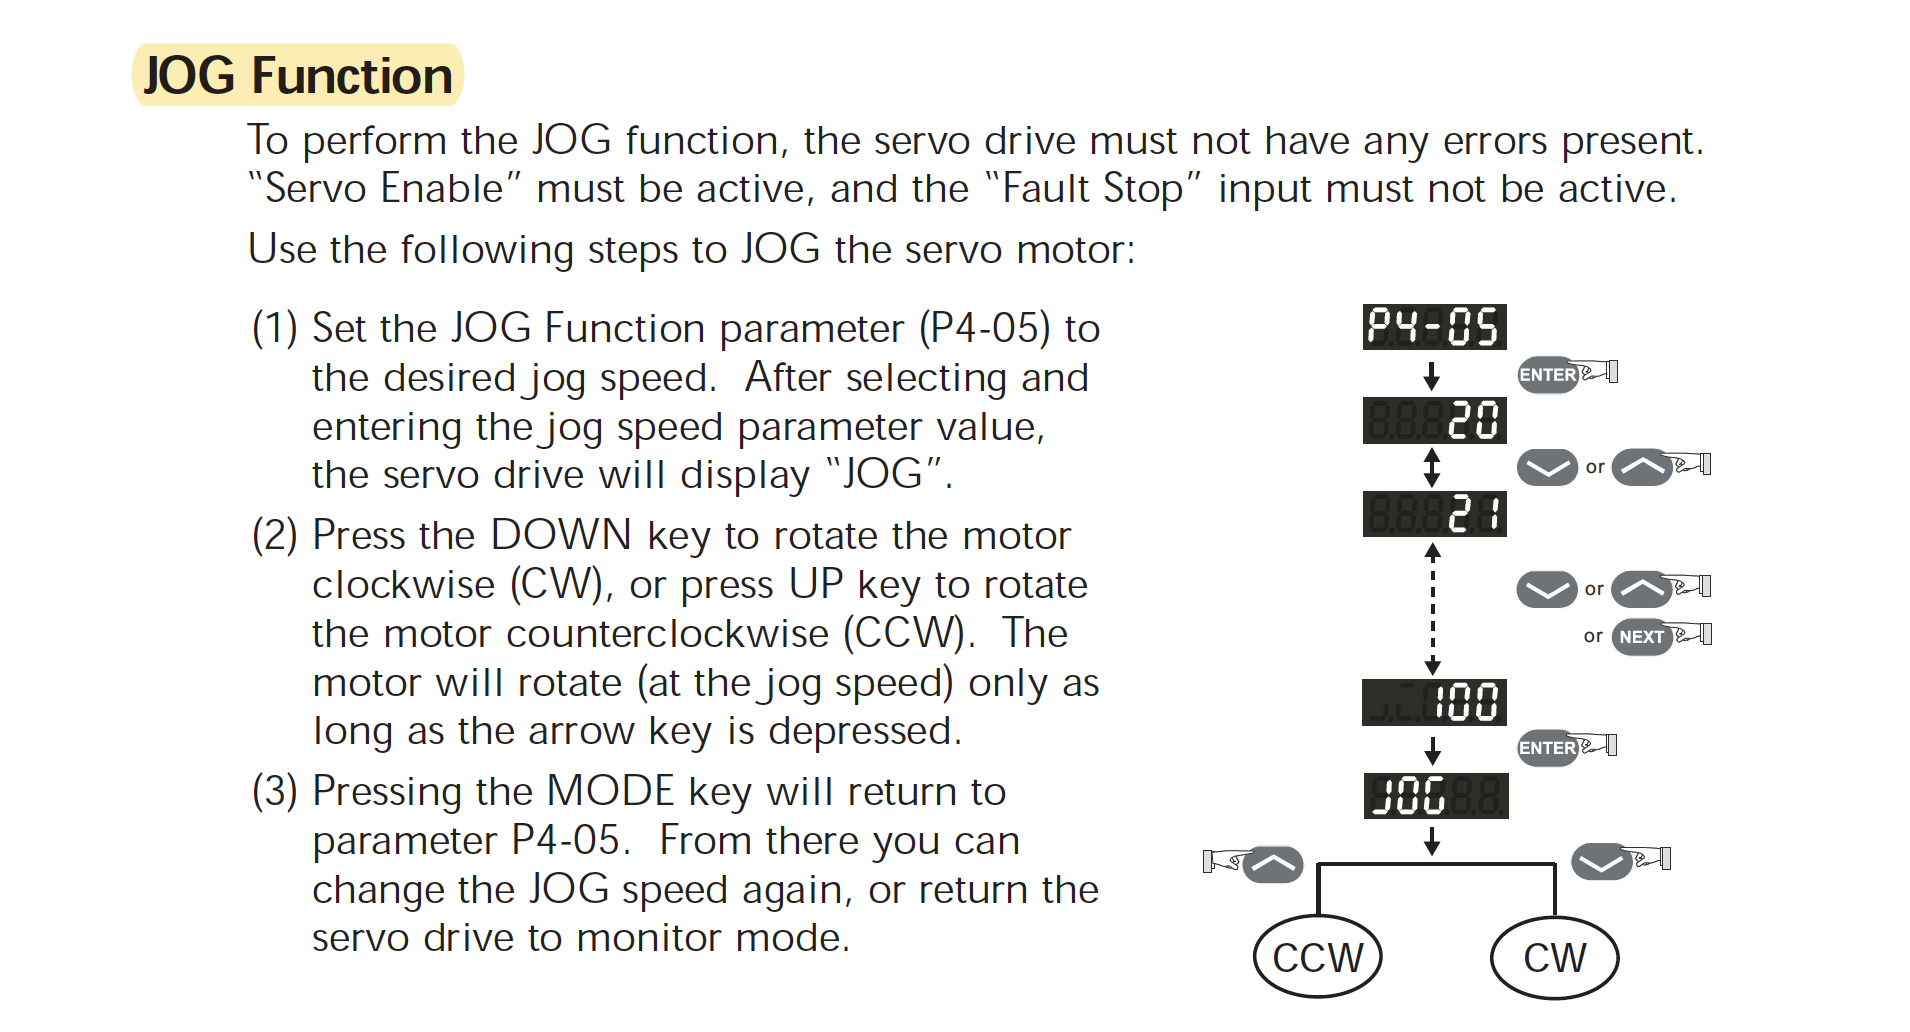 JOG Function
To perform the JOG function, the servo drive must not have any errors present.
“Servo Enable” must be active, and the “Fault Stop” input must not be active.
Use the following steps to JOG the servo motor:
(1) Set the JOG Function parameter (P4-05) to
the desired jog speed. After selecting and
entering the jog speed parameter value,
the servo drive will display “JOG”.
(2) Press the DOWN key to rotate the motor
clockwise (CW), or press UP key to rotate
the motor counterclockwise (CCW). The
motor will rotate (at the jog speed) only as
long as the arrow key is depressed.
(3) Pressing the MODE key will return to
parameter P4-05. From there you can
change the JOG speed again, or return the
servo drive to monitor mode.
P4-05
ENTER
20
or
21
or
or NEXT
100
ENTER
JOG
CCW
CW